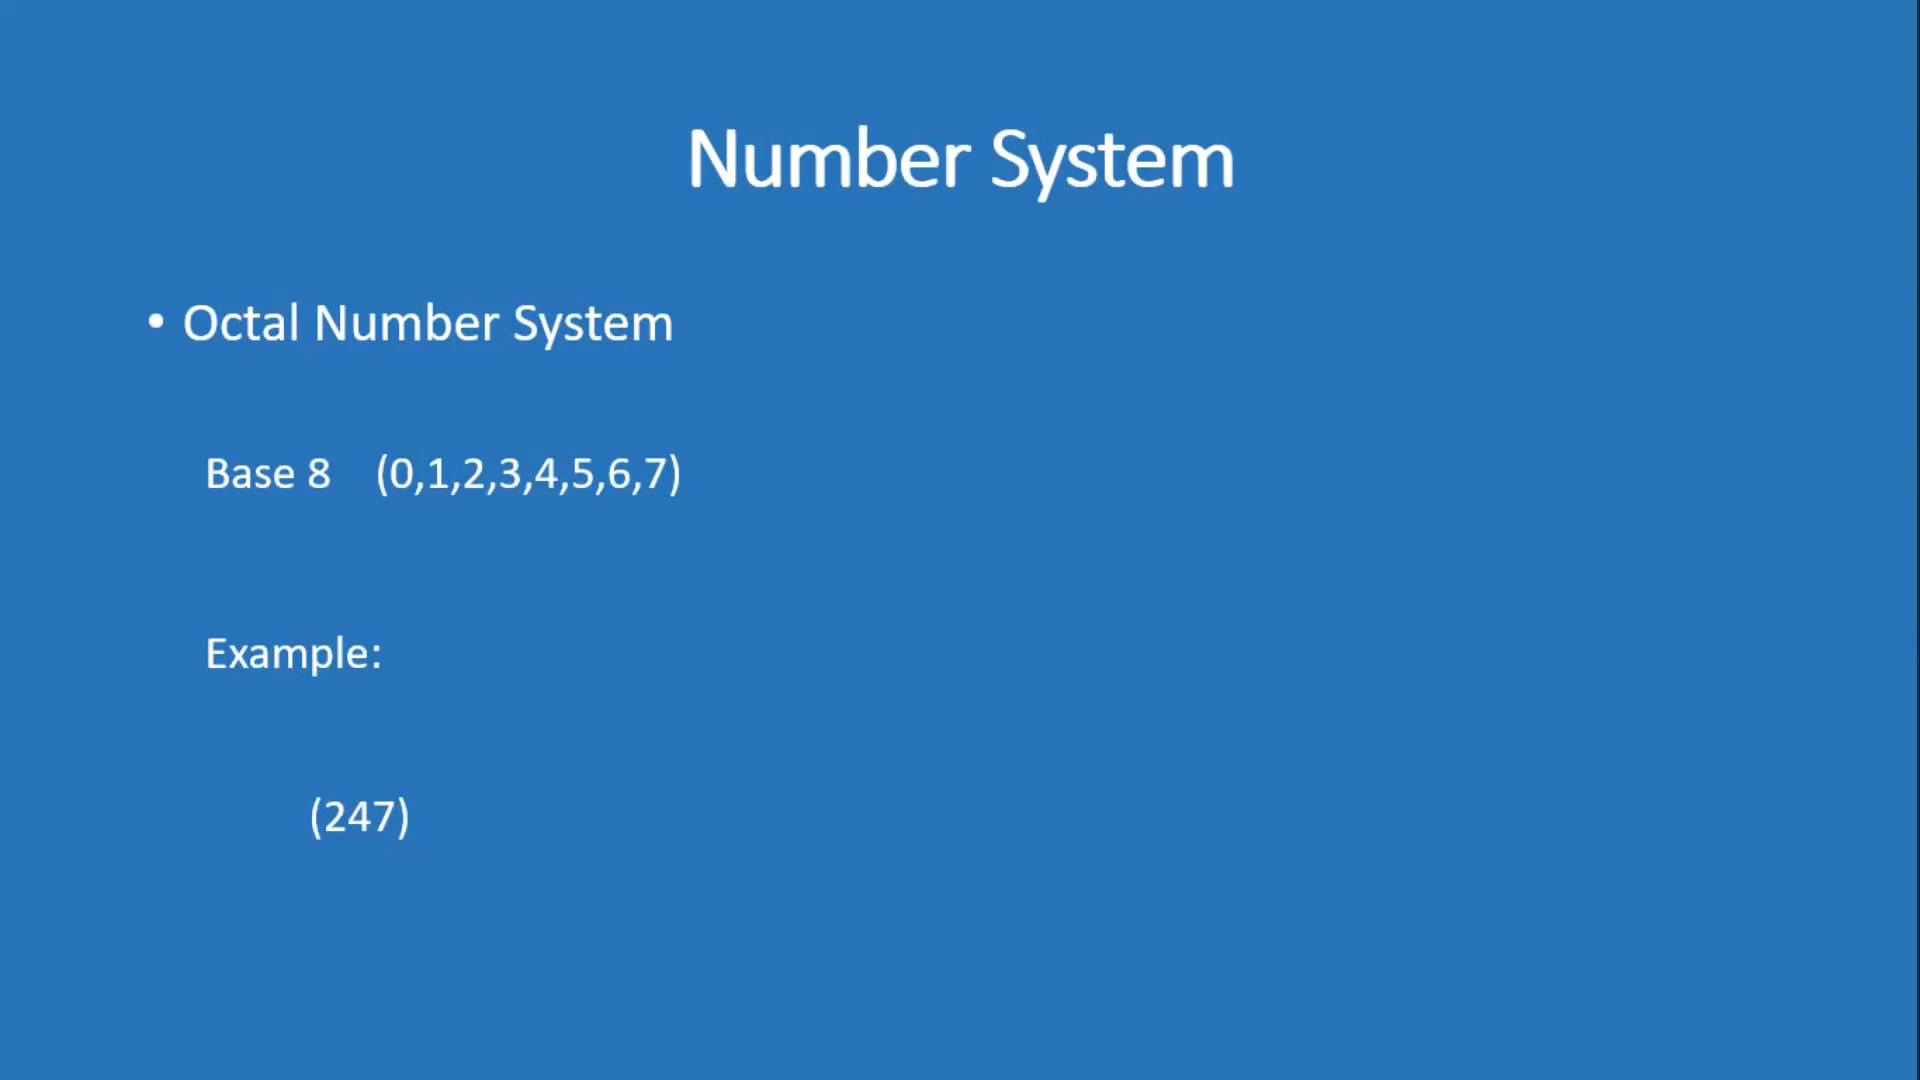 Number System
• Octal Number System
Base 8 (0,1,2,3,4,5,6,7)
Example:
(247)